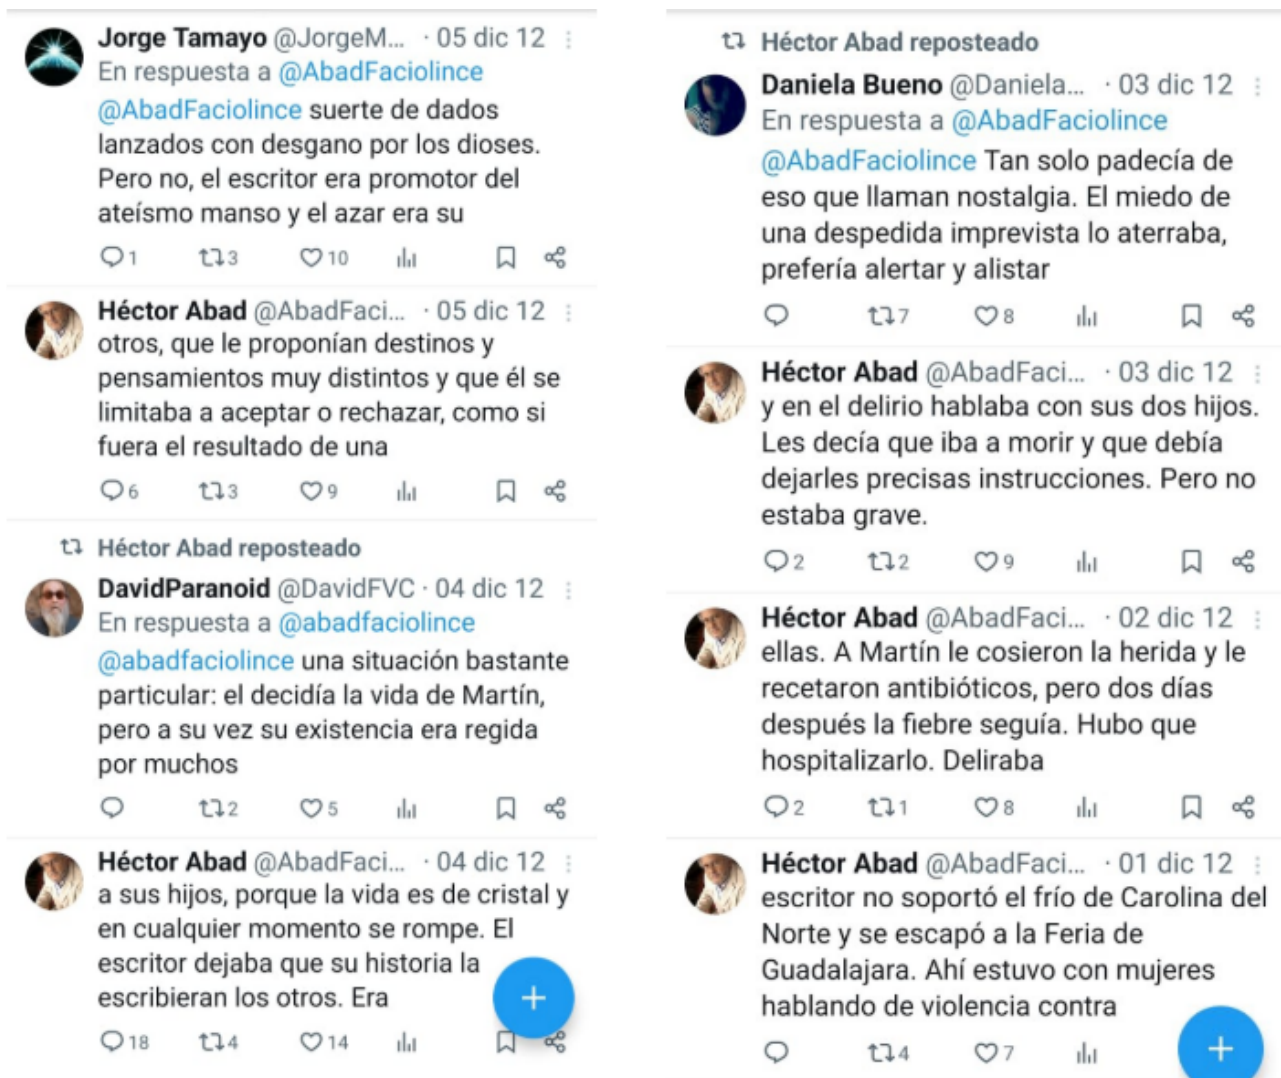 Jorge Tamayo @JorgeM... · 05 dic 12
En respuesta a @AbadFaciolince
@AbadFaciolince suerte de dados
lanzados con desgano por los dioses.
Pero no, el escritor era promotor del
ateísmo manso y el azar era su
1 3 10
Héctor Abad @AbadFaci... · 05 dic 12
otros, que le proponían destinos y
pensamientos muy distintos y que él se
limitaba a aceptar o rechazar, como si
fuera el resultado de una
6 3 9
Héctor Abad reposteado
DavidParanoid @DavidFVC · 04 dic 12
En respuesta a @abadfaciolince
@abadfaciolince una situación bastante
particular: el decidía la vida de Martín,
pero a su vez su existencia era regida
por muchos
2 5
Héctor Abad @AbadFaci... · 04 dic 12
a sus hijos, porque la vida es de cristal y
en cualquier momento se rompe. El
escritor dejaba que su historia la
escribieran los otros. Era
18 4 14
Héctor Abad reposteado
Daniela Bueno @Daniela... · 03 dic 12
En respuesta a @AbadFaciolince
@AbadFaciolince Tan solo padecía de
eso que llaman nostalgia. El miedo de
una despedida imprevista lo aterraba,
prefería alertar y alistar
7 8
Héctor Abad @AbadFaci... · 03 dic 12
y en el delirio hablaba con sus dos hijos.
Les decía que iba a morir y que debía
dejarles precisas instrucciones. Pero no
estaba grave.
2 2 9
Héctor Abad @AbadFaci... · 02 dic 12
ellas. A Martín le cosieron la herida y le
recetaron antibióticos, pero dos días
después la fiebre seguía. Hubo que
hospitalizarlo. Deliraba
2 1 8
Héctor Abad @AbadFaci... · 01 dic 12
escritor no soportó el frío de Carolina del
Norte y se escapó a la Feria de
Guadalajara. Ahí estuvo con mujeres
hablando de violencia contra
4 7